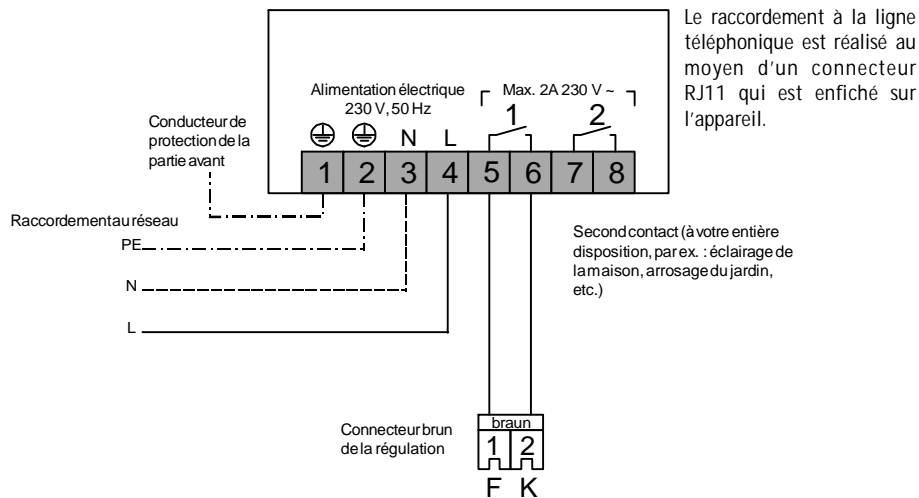 Le raccordement à la ligne
téléphonique est réalisé au
moyen d'un connecteur
RJ11 qui est enfiché sur
l'appareil.
Alimentation électrique
230 V, 50 Hz
Max. 2A 230 V ~
1 2
N L
Conducteur de
protection de la
partie avant
1 2 3 4 5 6 7 8
Raccordement au réseau
PE
N
L
Second contact (à votre entière
disposition, par ex. : éclairage de
la maison, arrosage du jardin,
etc.)
Connecteur brun
de la régulation
braun
1 2
F K